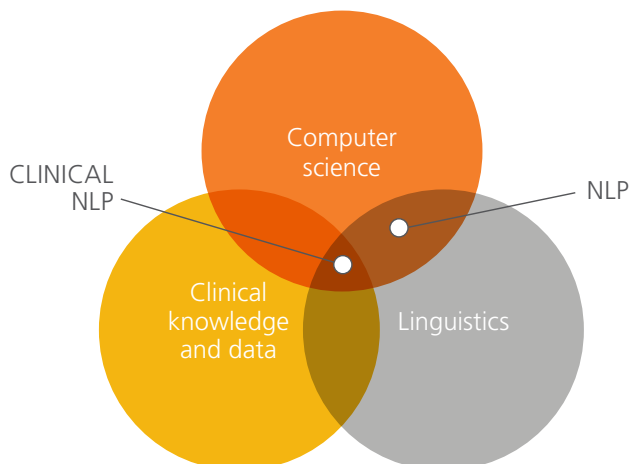 Computer
science
CLINICAL
NLP
NLP
Clinical
knowledge
and data
Linguistics